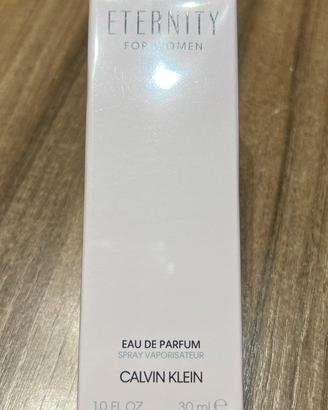 ETERNITY
FOR WOMEN
EAU DE PARFUM
SPRAY VAPORISATEUR
CALVIN KLEIN
1.0 FL OZ 30 ml ℮